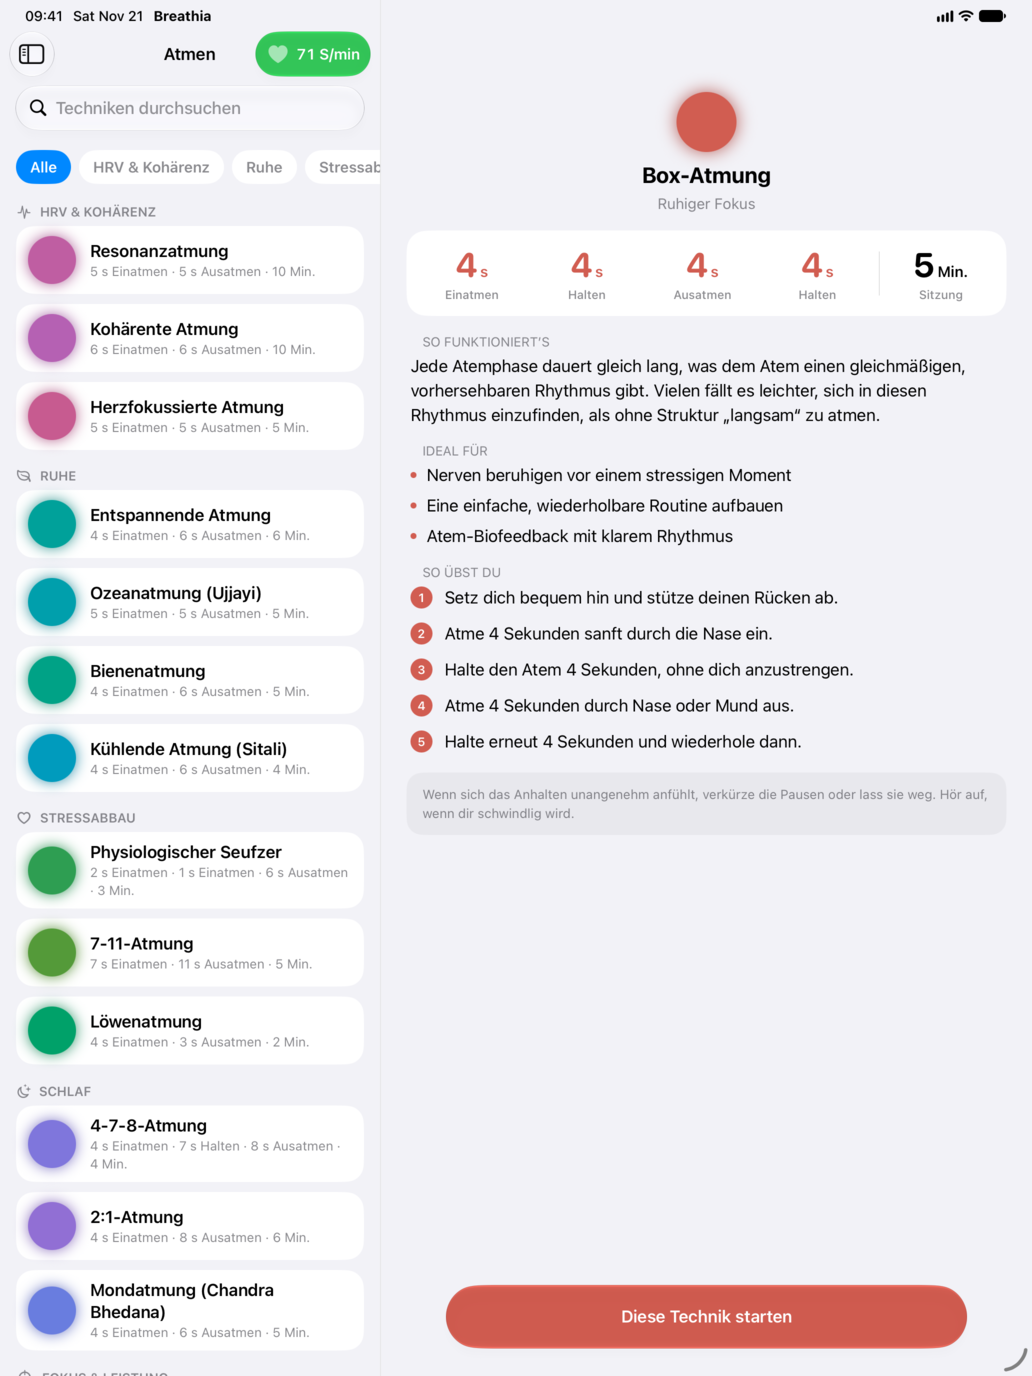 09:41 Sat Nov 21 Breathia
Atmen
71 S/min
Techniken durchsuchen
Alle
HRV & Kohärenz
Ruhe
Stressab
HRV & KOHÄRENZ
Resonanzatmung
5 s Einatmen · 5 s Ausatmen · 10 Min.
Kohärente Atmung
6 s Einatmen · 6 s Ausatmen · 10 Min.
Herzfokussierte Atmung
5 s Einatmen · 5 s Ausatmen · 5 Min.
RUHE
Entspannende Atmung
4 s Einatmen · 6 s Ausatmen · 6 Min.
Ozeanatmung (Ujjayi)
5 s Einatmen · 5 s Ausatmen · 5 Min.
Bienenatmung
4 s Einatmen · 6 s Ausatmen · 5 Min.
Kühlende Atmung (Sitali)
4 s Einatmen · 6 s Ausatmen · 4 Min.
STRESSABBAU
Physiologischer Seufzer
2 s Einatmen · 1 s Einatmen · 6 s Ausatmen
· 3 Min.
7-11-Atmung
7 s Einatmen · 11 s Ausatmen · 5 Min.
Löwenatmung
4 s Einatmen · 3 s Ausatmen · 2 Min.
SCHLAF
4-7-8-Atmung
4 s Einatmen · 7 s Halten · 8 s Ausatmen ·
4 Min.
2:1-Atmung
4 s Einatmen · 8 s Ausatmen · 6 Min.
Mondatmung (Chandra
Bhedana)
4 s Einatmen · 6 s Ausatmen · 5 Min.
FOKUS & LEISTUNG
Box-Atmung
Ruhiger Fokus
4 s
Einatmen
4 s
Halten
4 s
Ausatmen
4 s
Halten
5 Min.
Sitzung
SO FUNKTIONIERT'S
Jede Atemphase dauert gleich lang, was dem Atem einen gleichmäßigen,
vorhersehbaren Rhythmus gibt. Vielen fällt es leichter, sich in diesen
Rhythmus einzufinden, als ohne Struktur „langsam“ zu atmen.
IDEAL FÜR
• Nerven beruhigen vor einem stressigen Moment
• Eine einfache, wiederholbare Routine aufbauen
• Atem-Biofeedback mit klarem Rhythmus
SO ÜBST DU
1 Setz dich bequem hin und stütze deinen Rücken ab.
2 Atme 4 Sekunden sanft durch die Nase ein.
3 Halte den Atem 4 Sekunden, ohne dich anzustrengen.
4 Atme 4 Sekunden durch Nase oder Mund aus.
5 Halte erneut 4 Sekunden und wiederhole dann.
Wenn sich das Anhalten unangenehm anfühlt, verkürze die Pausen oder lass sie weg. Hör auf,
wenn dir schwindlig wird.
Diese Technik starten